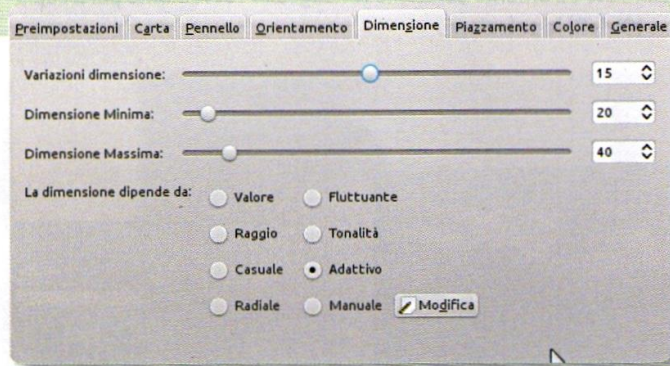 Preimpostazioni Carta Pennello Orientamento Dimensione Piazzamento Colore Generale
Variazioni dimensione: 15
Dimensione Minima: 20
Dimensione Massima: 40
La dimensione dipende da: Valore Fluttuante
Raggio Tonalità
Casuale Adattivo
Radiale Manuale Modifica